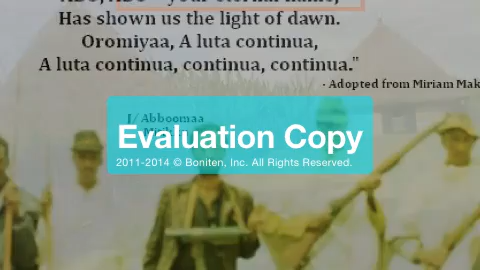 Has shown us the light of dawn.
Oromiyaa, A luta continua,
A luta continua, continua, continua."
- Adopted from Miriam Mak
J/ Abboomaa
Evaluation Copy
2011-2014 © Boniten, Inc. All Rights Reserved.